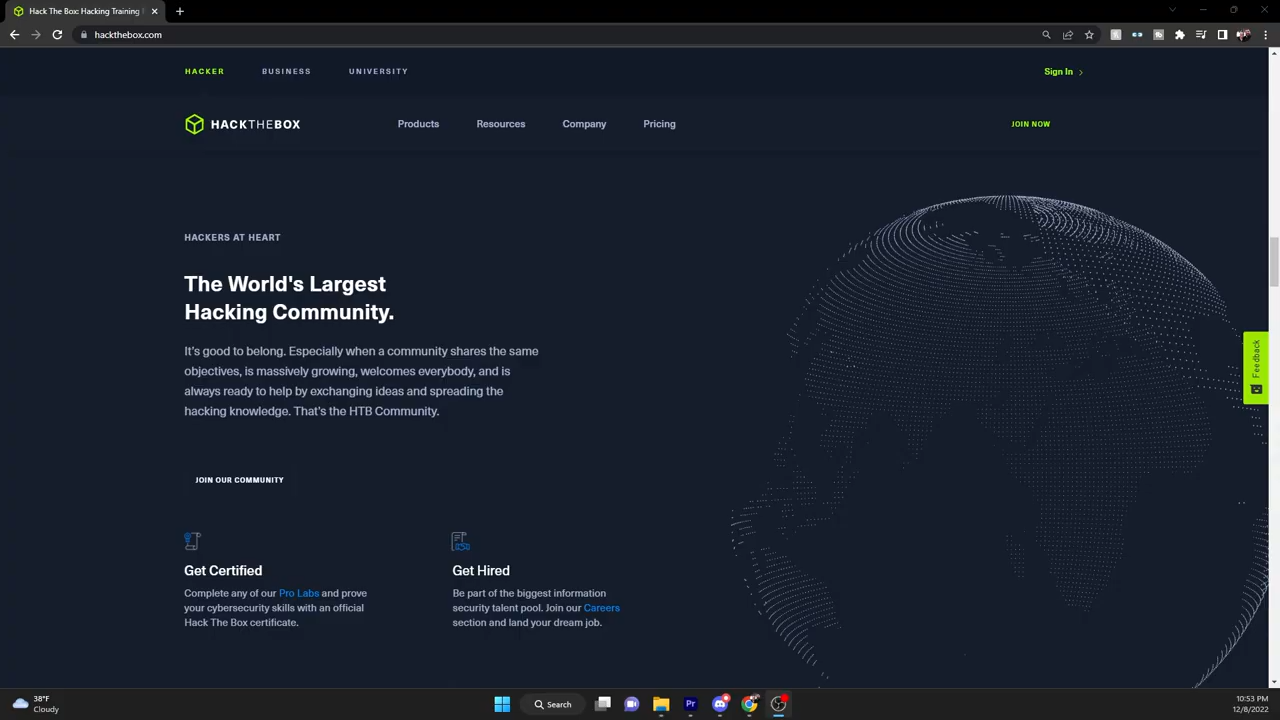 Hack The Box: Hacking Training
hackthebox.com
HACKER BUSINESS UNIVERSITY
Sign In
HACKTHEBOX
Products Resources Company Pricing
JOIN NOW
HACKERS AT HEART
The World's Largest
Hacking Community.
It's good to belong. Especially when a community shares the same
objectives, is massively growing, welcomes everybody, and is
always ready to help by exchanging ideas and spreading the
hacking knowledge. That's the HTB Community.
JOIN OUR COMMUNITY
Get Certified
Complete any of our Pro Labs and prove
your cybersecurity skills with an official
Hack The Box certificate.
Get Hired
Be part of the biggest information
security talent pool. Join our Careers
section and land your dream job.
Feedback
38°F
Cloudy
Search
Pr
10:53 PM
12/8/2022